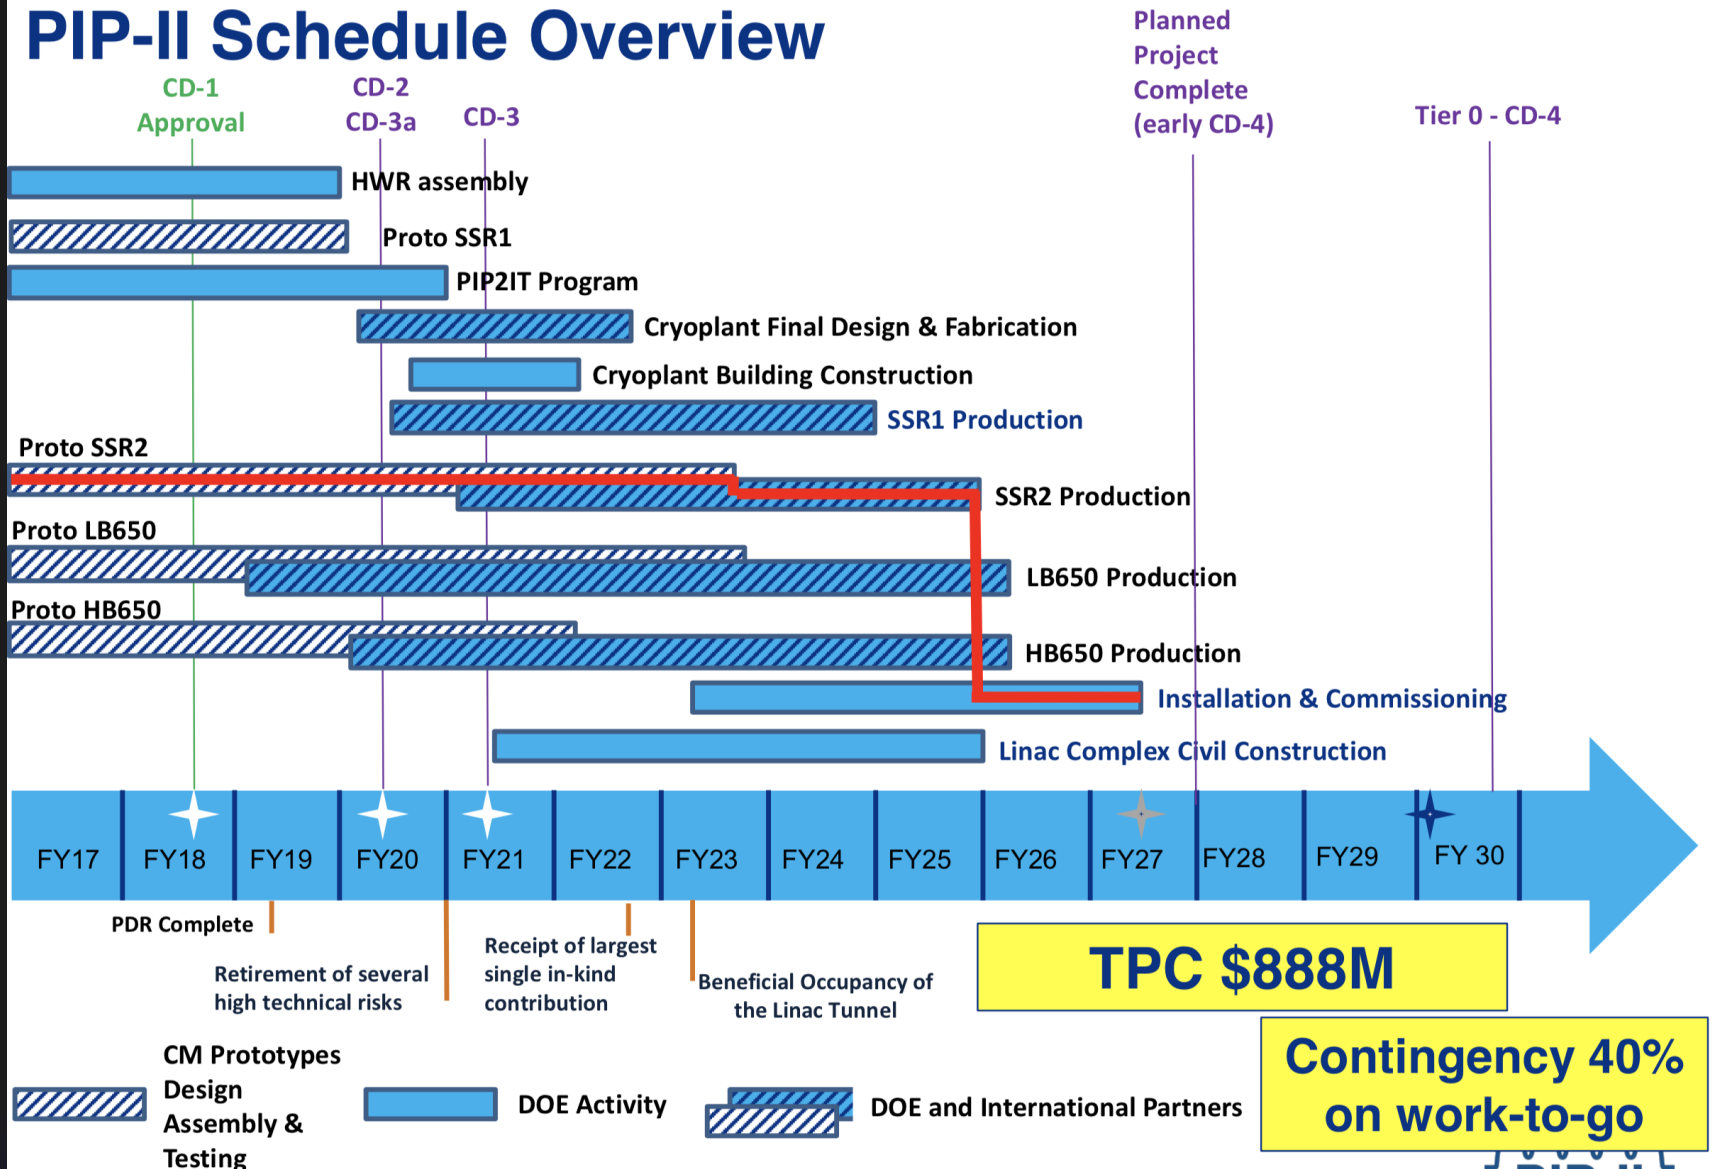 PIP-II Schedule Overview
Planned
Project
Complete
(early CD-4)
CD-1
Approval
CD-2
CD-3a
CD-3
Tier 0 - CD-4
HWR assembly
Proto SSR1
PIP2IT Program
Cryoplant Final Design & Fabrication
Cryoplant Building Construction
SSR1 Production
Proto SSR2
SSR2 Production
Proto LB650
LB650 Production
Proto HB650
HB650 Production
Installation & Commissioning
Linac Complex Civil Construction
FY17
FY18
FY19
FY20
FY21
FY22
FY23
FY24
FY25
FY26
FY27
FY28
FY29
FY 30
PDR Complete
Retirement of several
high technical risks
Receipt of largest
single in-kind
contribution
Beneficial Occupancy of
the Linac Tunnel
TPC $888M
Contingency 40%
on work-to-go
CM Prototypes
Design
Assembly &
Testing
DOE Activity
DOE and International Partners